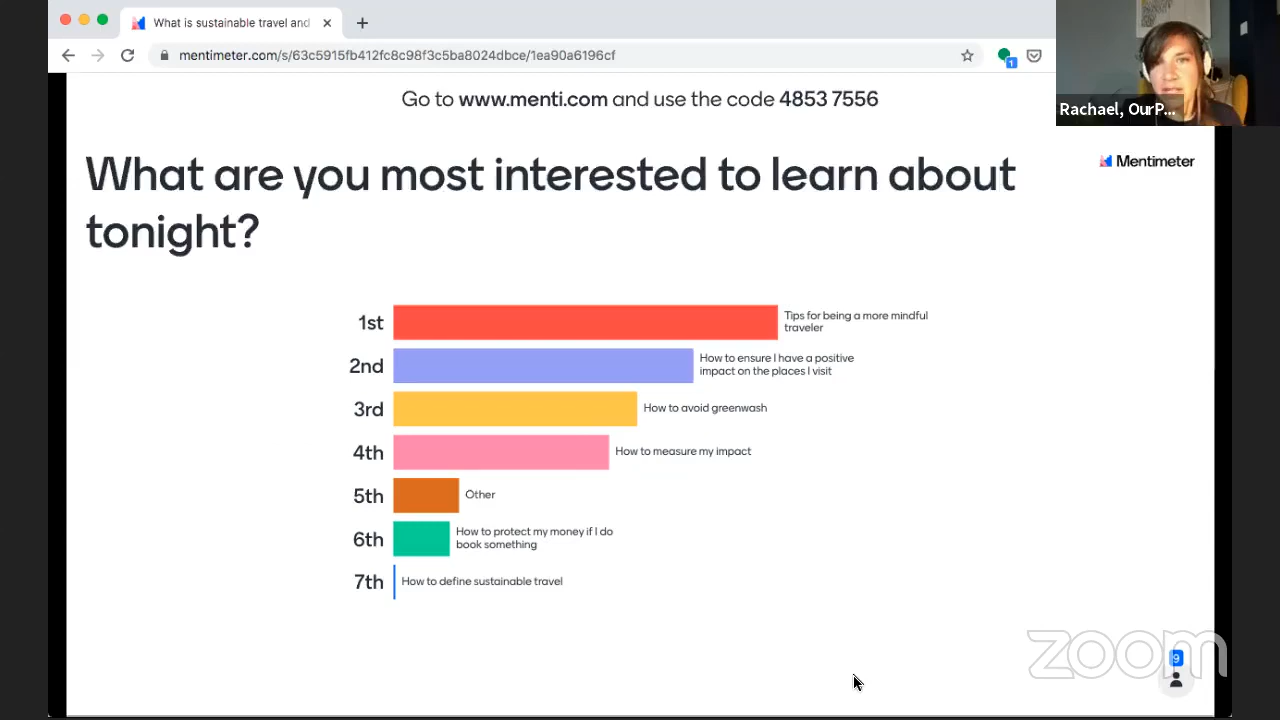 What is sustainable travel and
mentimeter.com/s/63c5915fb412fc8c98f3c5ba8024dbce/1ea90a6196cf
1
Rachael, OurP...
Go to www.menti.com and use the code 4853 7556
Mentimeter
What are you most interested to learn about
tonight?
1st
Tips for being a more mindful
traveler
2nd
How to ensure I have a positive
impact on the places I visit
3rd
How to avoid greenwash
4th
How to measure my impact
5th
Other
6th
How to protect my money if I do
book something
7th
How to define sustainable travel
zoom
9